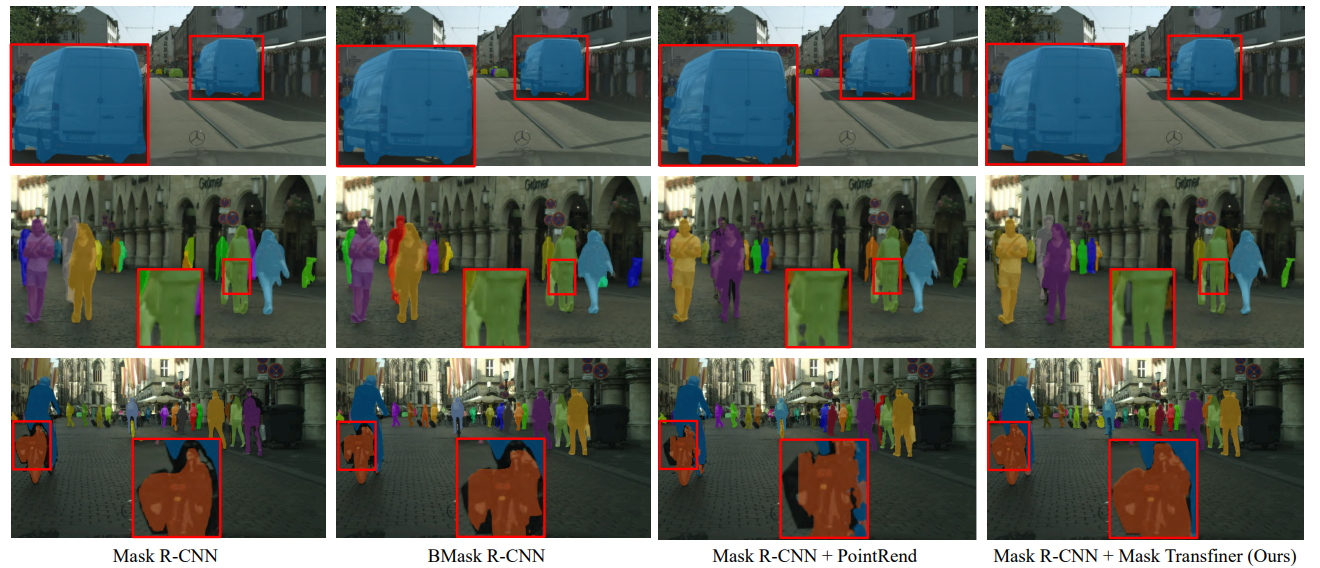 Mask R-CNN
BMask R-CNN
Mask R-CNN + PointRend
Mask R-CNN + Mask Transfiner (Ours)